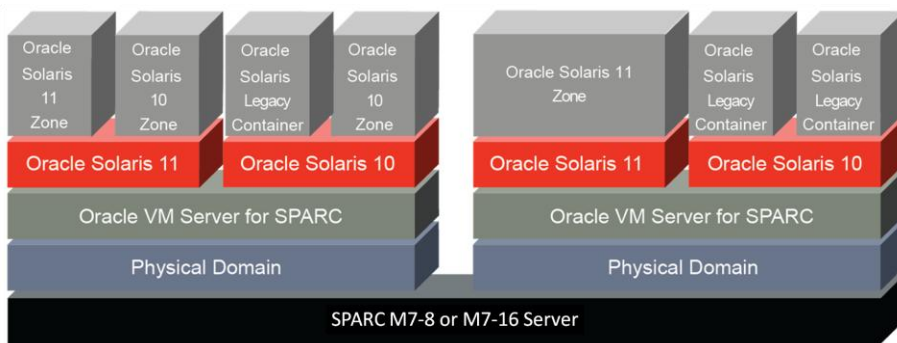 Oracle
Solaris
11
Zone
Oracle
Solaris
10
Zone
Oracle
Solaris
Legacy
Container
Oracle
Solaris
10
Zone
Oracle Solaris 11
Zone
Oracle
Solaris
Legacy
Container
Oracle
Solaris
Legacy
Container
Oracle Solaris 11
Oracle Solaris 10
Oracle Solaris 11
Oracle Solaris 10
Oracle VM Server for SPARC
Oracle VM Server for SPARC
Physical Domain
Physical Domain
SPARC M7-8 or M7-16 Server